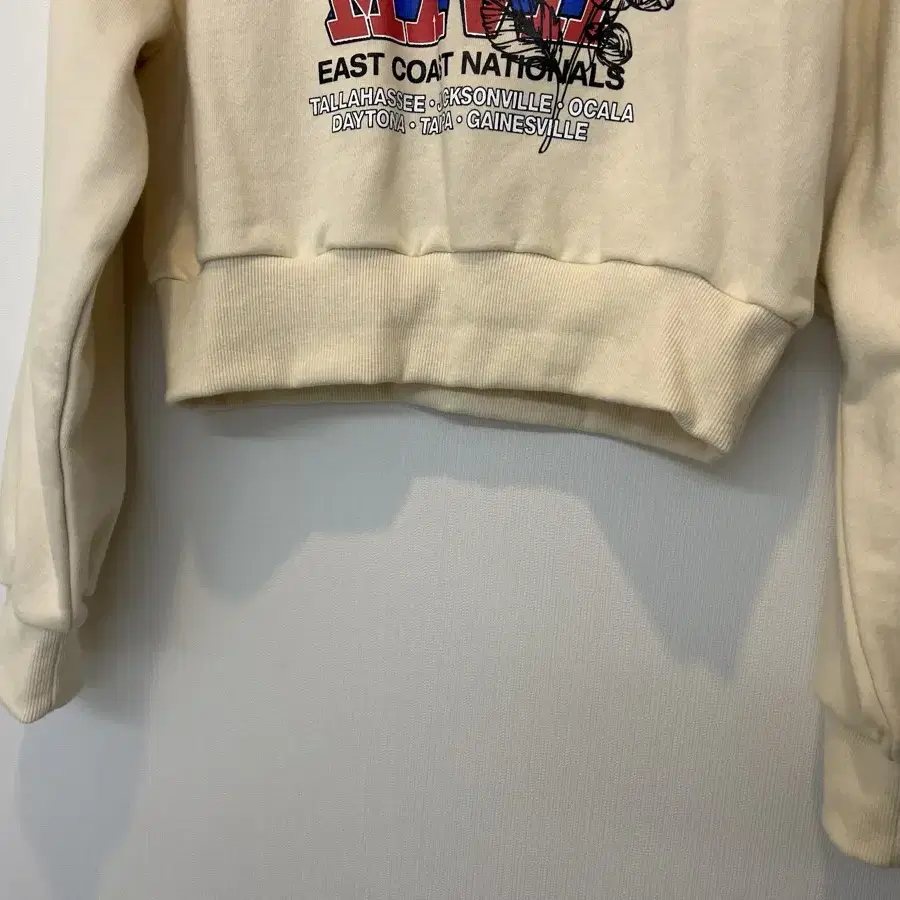 EAST COAST NATIONALS
TALLAHASSEE · JACKSONVILLE · OCALA
DAYTONA · TAMPA · GAINESVILLE